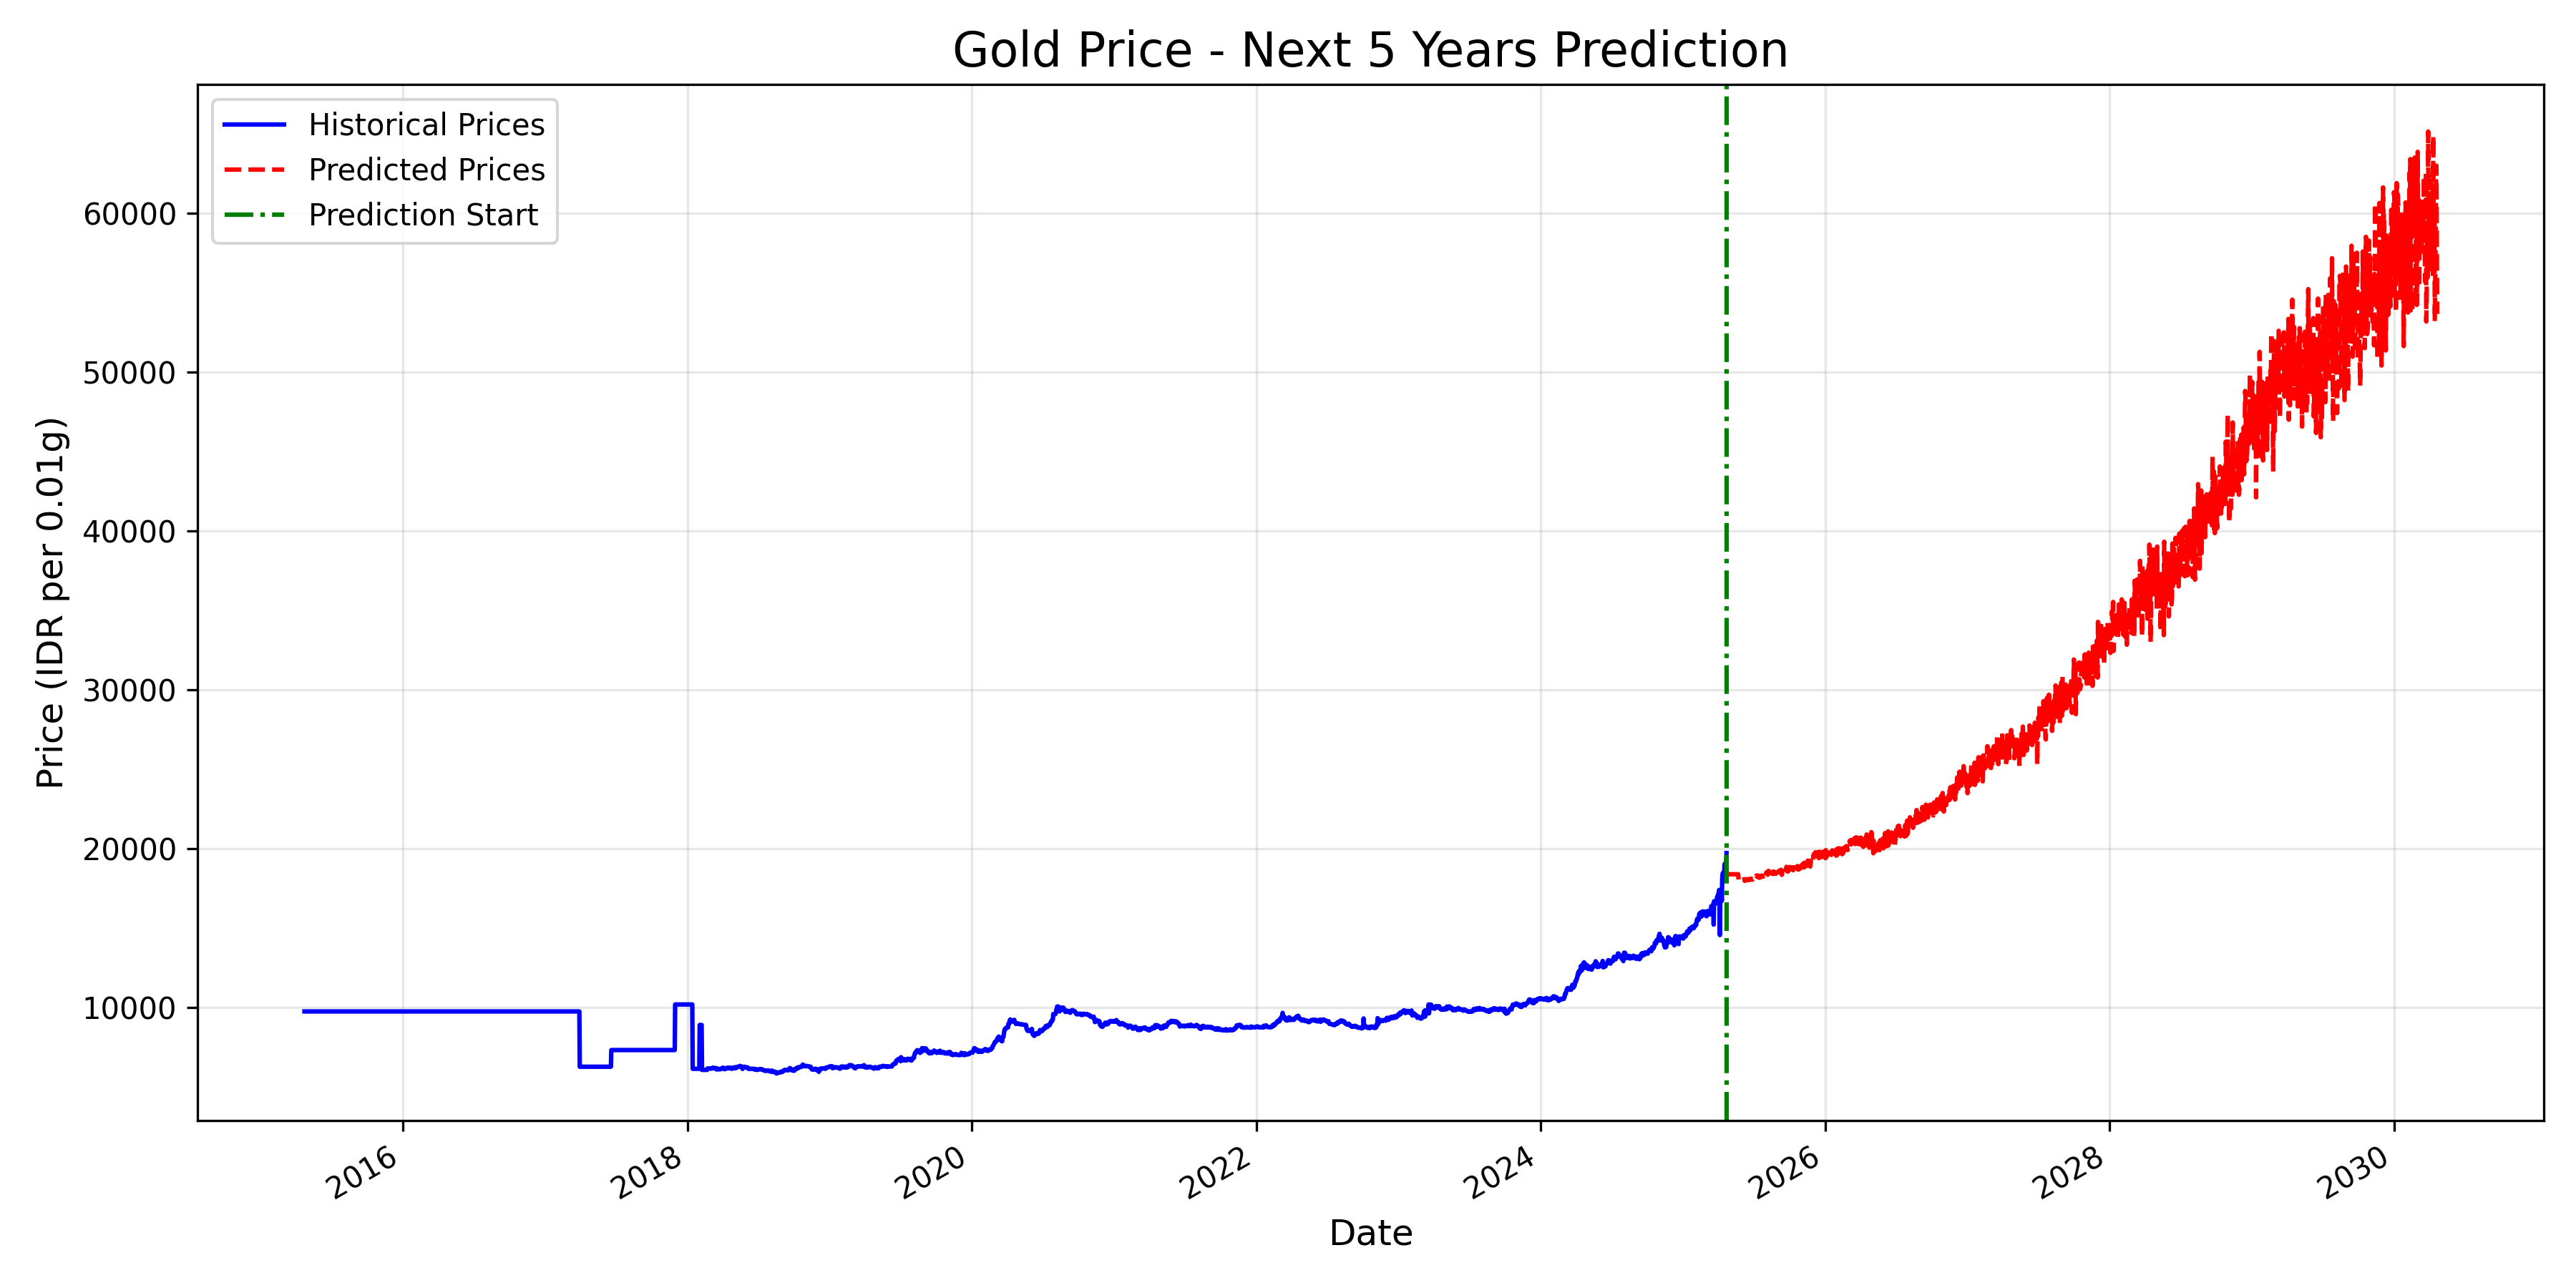 Gold Price - Next 5 Years Prediction
Historical Prices
Predicted Prices
Prediction Start
Price (IDR per 0.01g)
60000
50000
40000
30000
20000
10000
2016
2018
2020
2022
2024
2026
2028
2030
Date